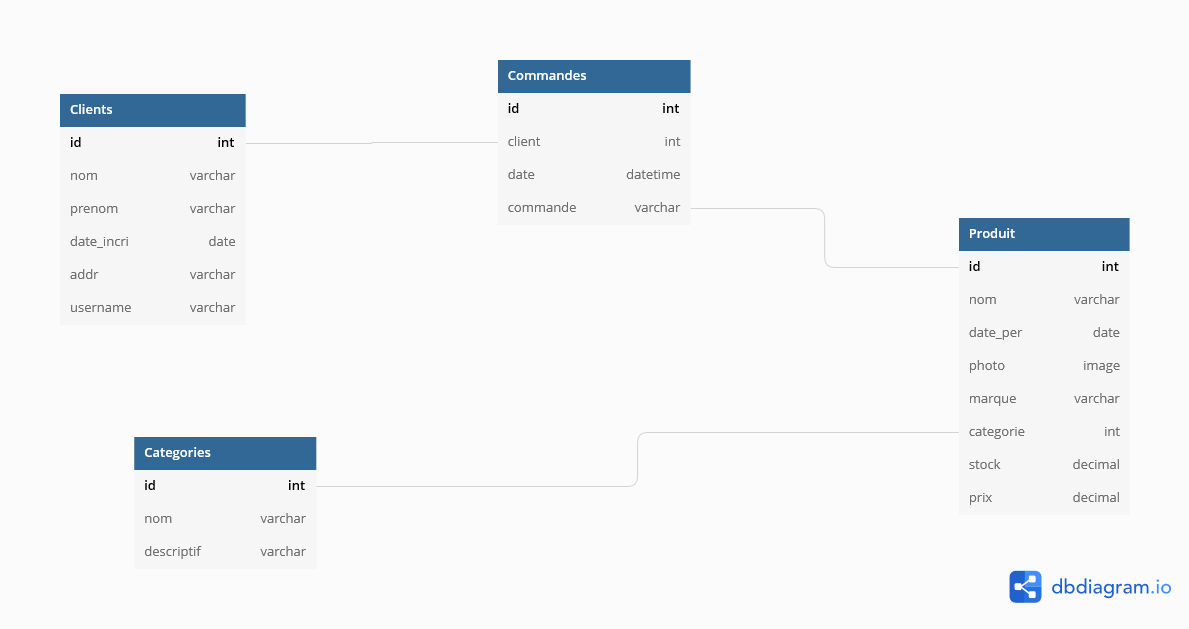 Clients
id int
nom varchar
prenom varchar
date_incri date
addr varchar
username varchar
Commandes
id int
client int
date datetime
commande varchar
Produit
id int
nom varchar
date_per date
photo image
marque varchar
categorie int
stock decimal
prix decimal
Categories
id int
nom varchar
descriptif varchar
dbdiagram.io